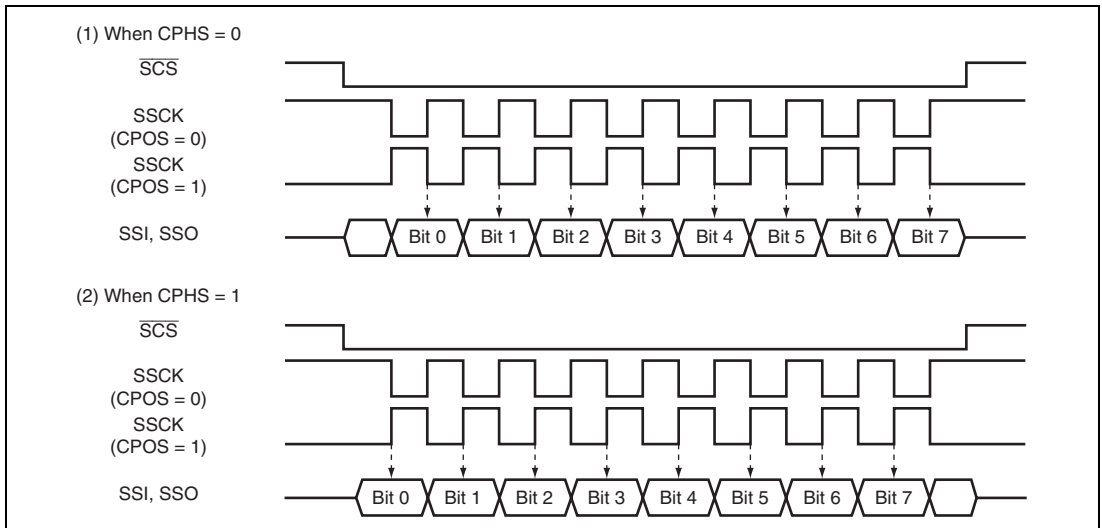 (1) When CPHS = 0
SCS
SSCK
(CPOS = 0)
SSCK
(CPOS = 1)
SSI, SSO
Bit 0 Bit 1 Bit 2 Bit 3 Bit 4 Bit 5 Bit 6 Bit 7
(2) When CPHS = 1
SCS
SSCK
(CPOS = 0)
SSCK
(CPOS = 1)
SSI, SSO
Bit 0 Bit 1 Bit 2 Bit 3 Bit 4 Bit 5 Bit 6 Bit 7